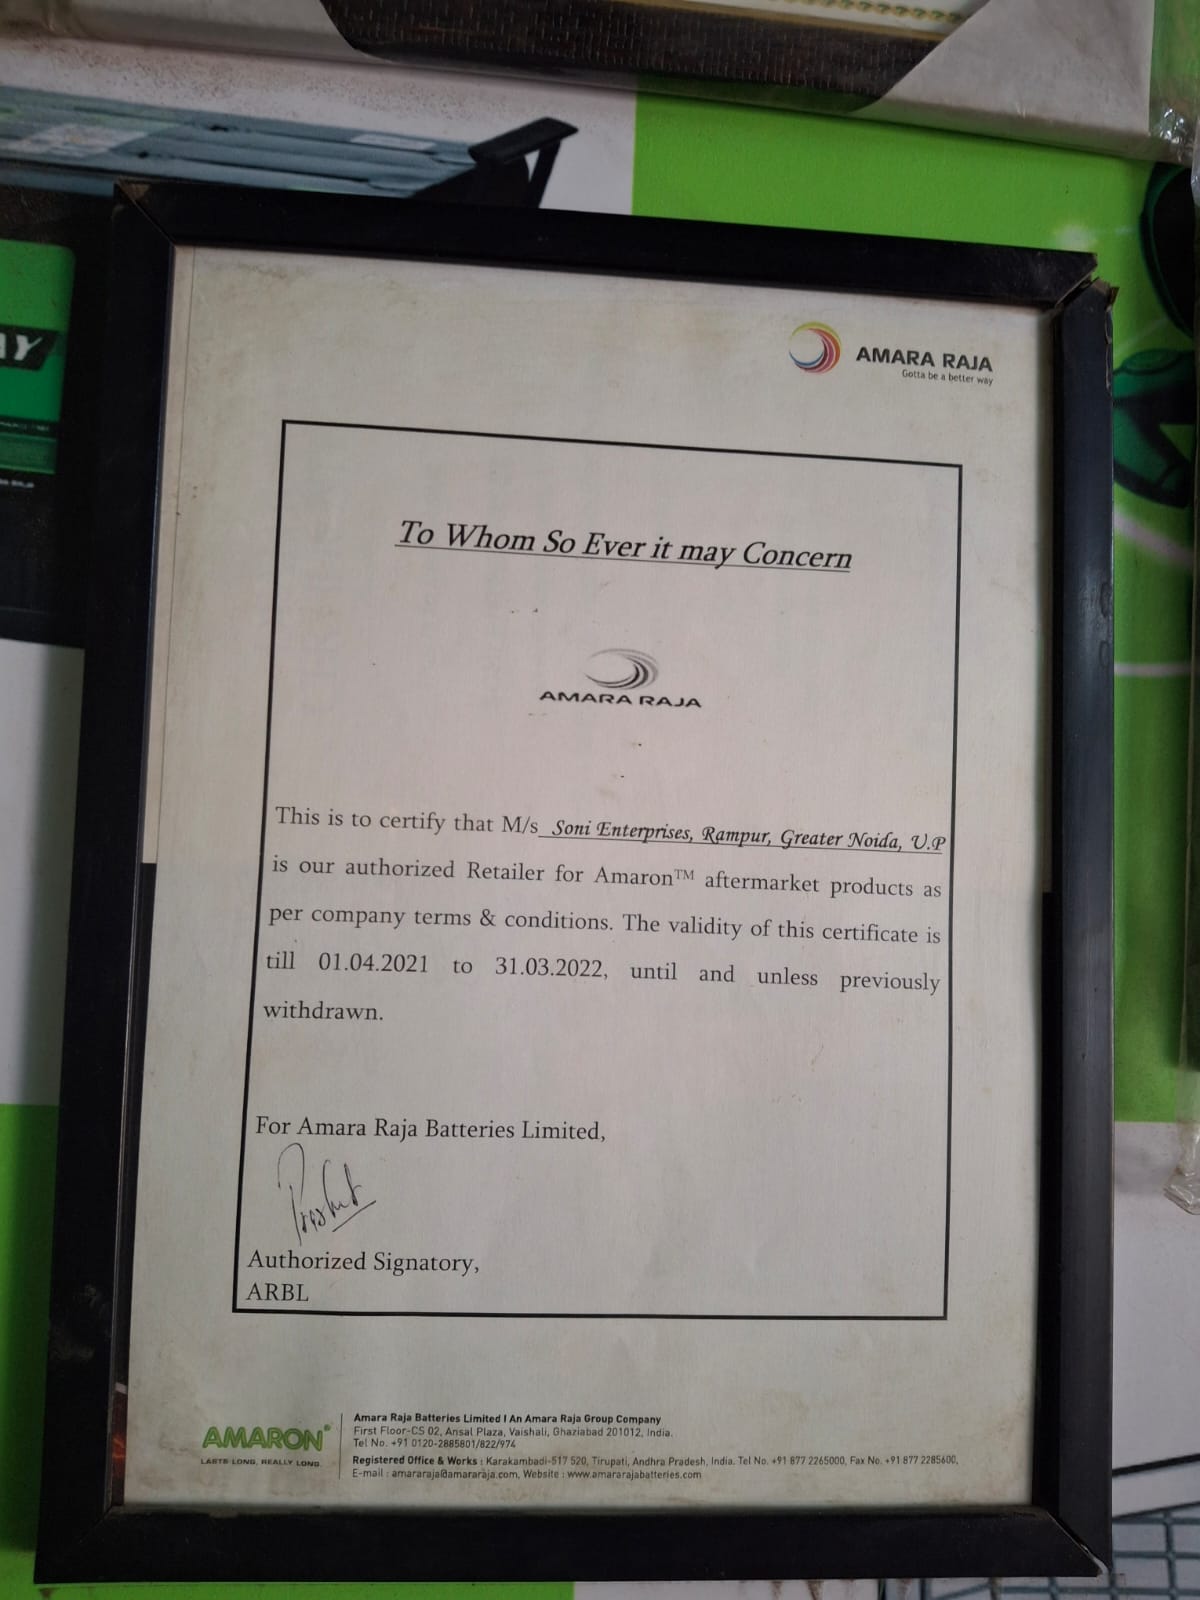 AY
AMARA RAJA
Gotta be a better way
To Whom So Ever it may Concern
AMARA RAJA
This is to certify that M/s Soni Enterprises, Rampur, Greater Noida, U.P
is our authorized Retailer for Amaron™ aftermarket products as
per company terms & conditions. The validity of this certificate is
till 01.04.2021 to 31.03.2022, until and unless previously
withdrawn.
For Amara Raja Batteries Limited,
Authorized Signatory,
ARBL
AMARON®
LASTS LONG, REALLY LONG.
Amara Raja Batteries Limited I An Amara Raja Group Company
First Floor-CS 02, Ansal Plaza, Vaishali, Ghaziabad 201012, India.
Tel No. +91 0120-2885801/822/974
Registered Office & Works : Karakambadi-517 520, Tirupati, Andhra Pradesh, India. Tel No. +91 877 2265000, Fax No. +91 877 2285600,
E-mail : amararaja@amararaja.com, Website : www.amararajabatteries.com